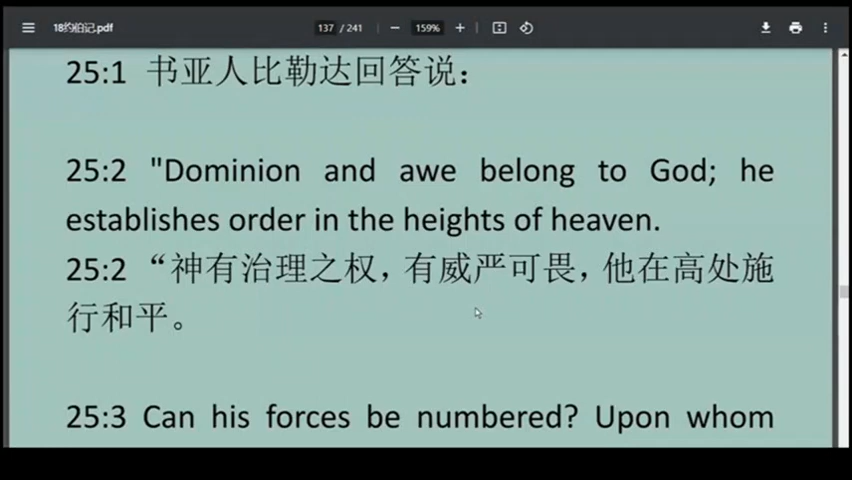 18约伯记.pdf
137 / 241
159%
25:1 书亚人比勒达回答说：
25:2 "Dominion and awe belong to God; he
establishes order in the heights of heaven.
25:2 “神有治理之权，有威严可畏，他在高处施
行和平。
25:3 Can his forces be numbered? Upon whom